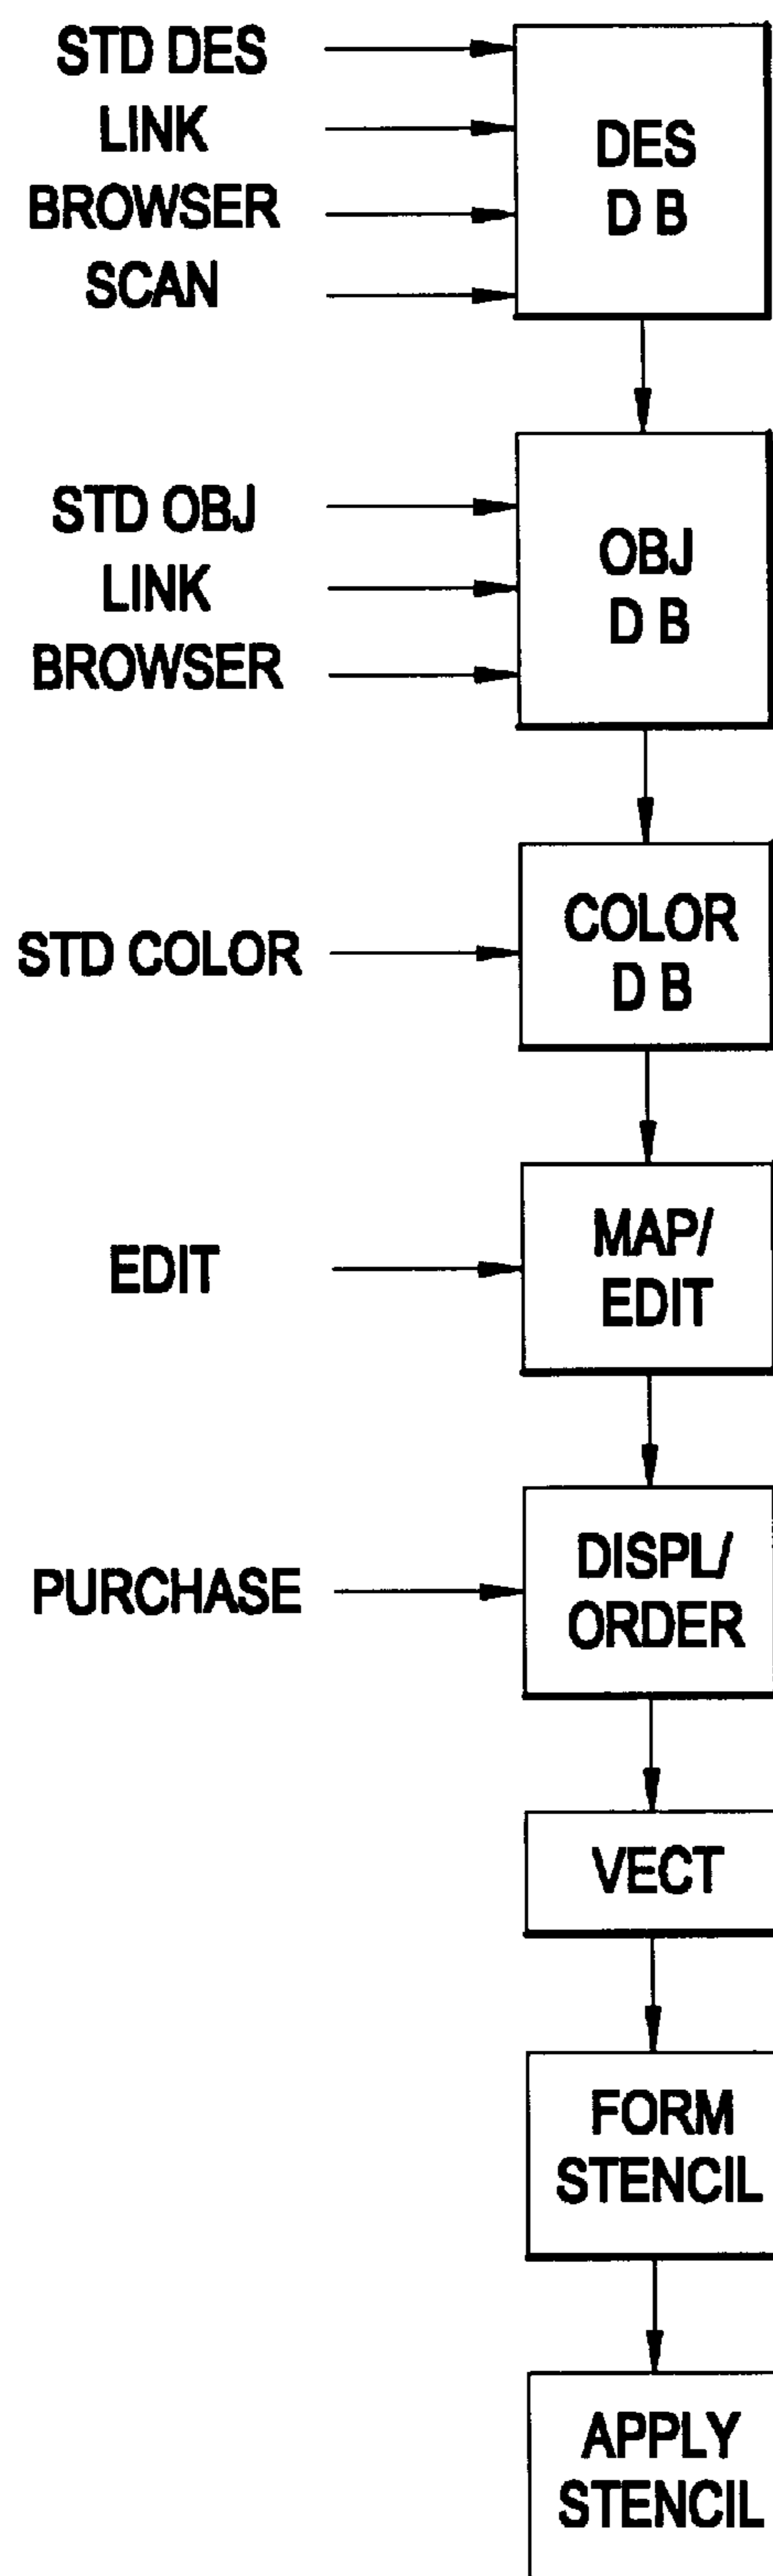 STD DES
LINK
BROWSER
SCAN
DES
D B
STD OBJ
LINK
BROWSER
OBJ
D B
STD COLOR
COLOR
D B
EDIT
MAP/
EDIT
PURCHASE
DISPL/
ORDER
VECT
FORM
STENCIL
APPLY
STENCIL